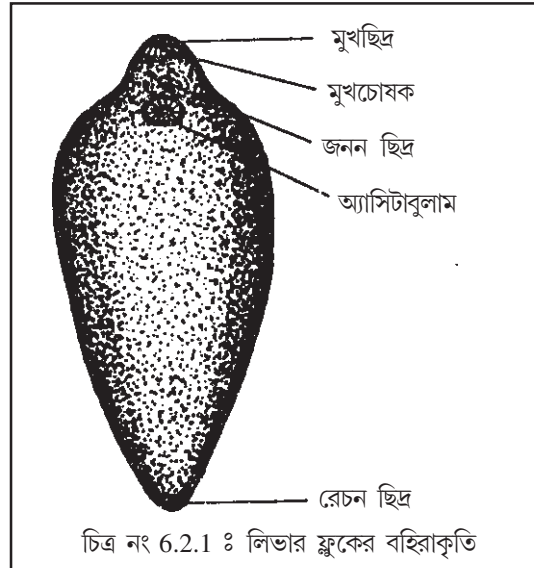 মুখছিদ্র
মুখচোষক
জনন ছিদ্র
অ্যাসিটাবুলাম
রেচন ছিদ্র
চিত্র নং 6.2.1 ঃ লিভার ফ্লুকের বহিরাকৃতি